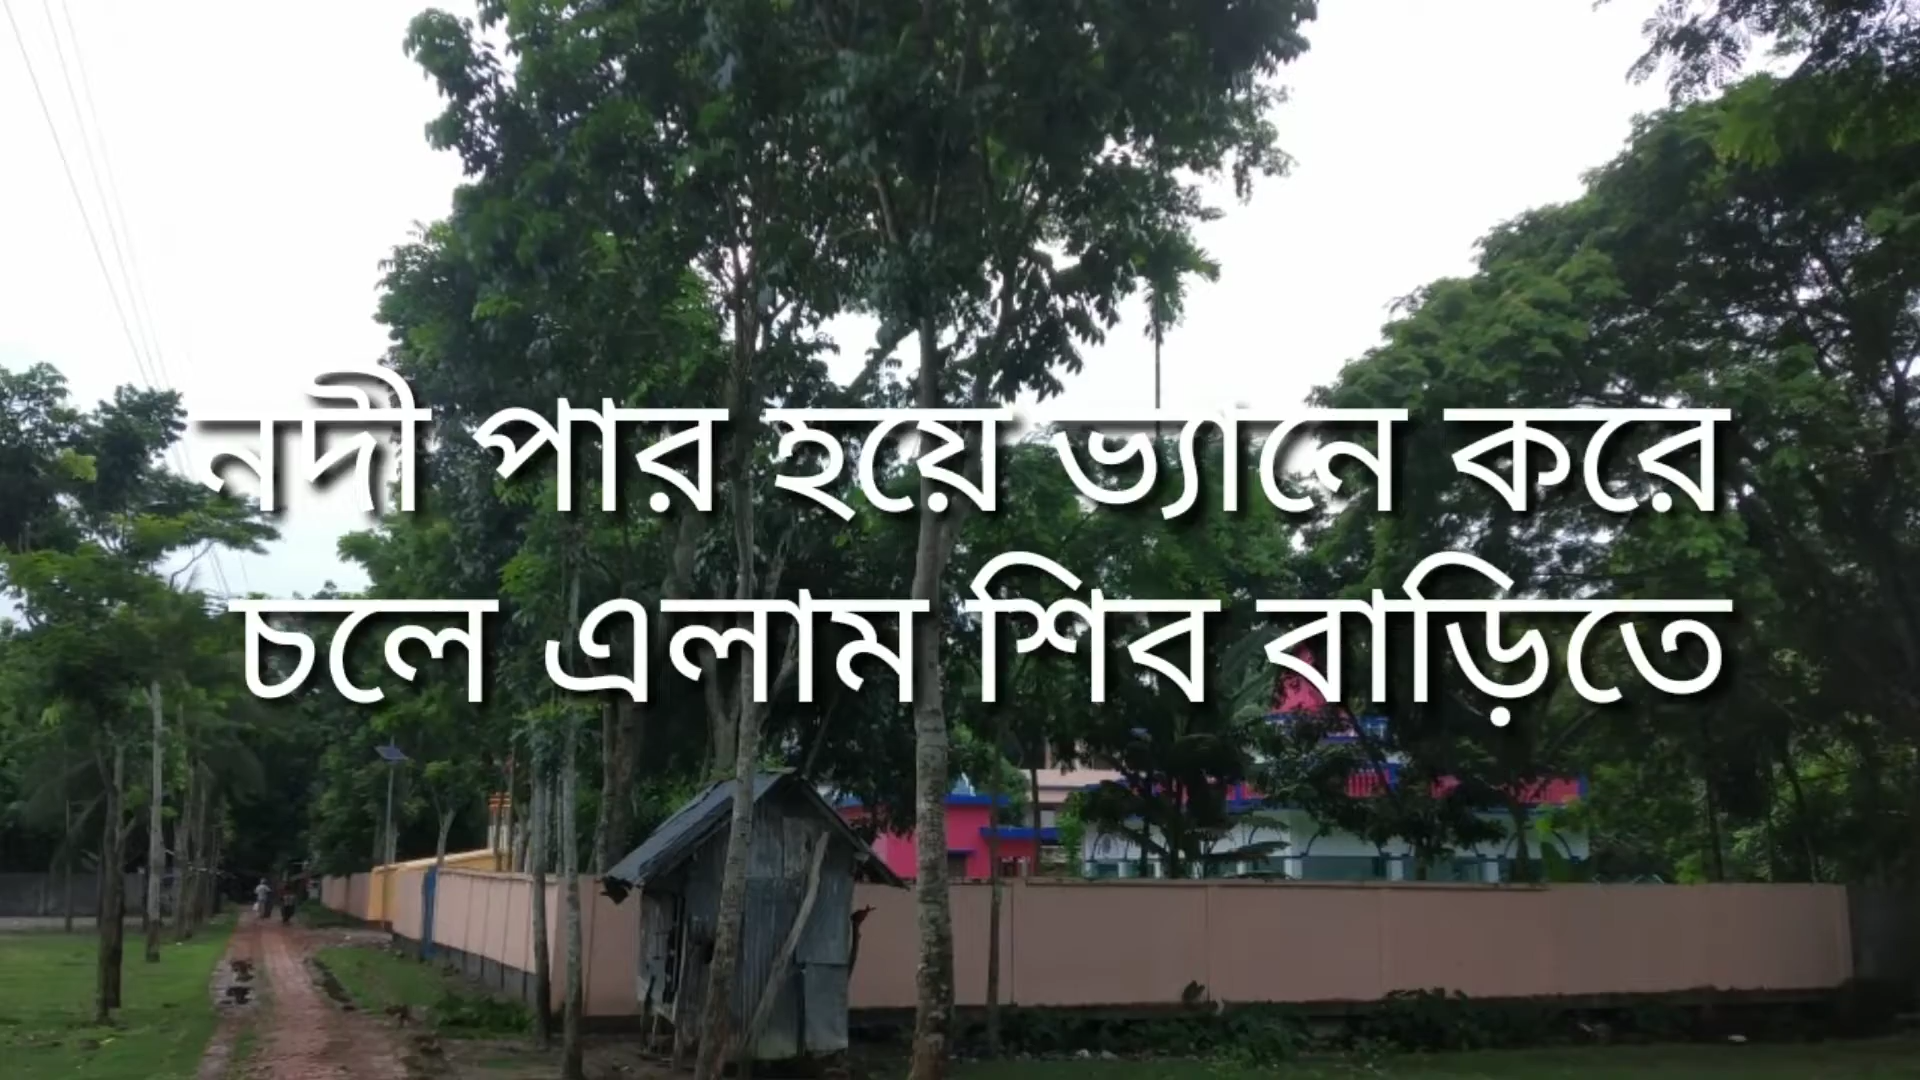 নদী পার হয়ে ভ্যানে করে
চলে এলাম শিব বাড়িতে